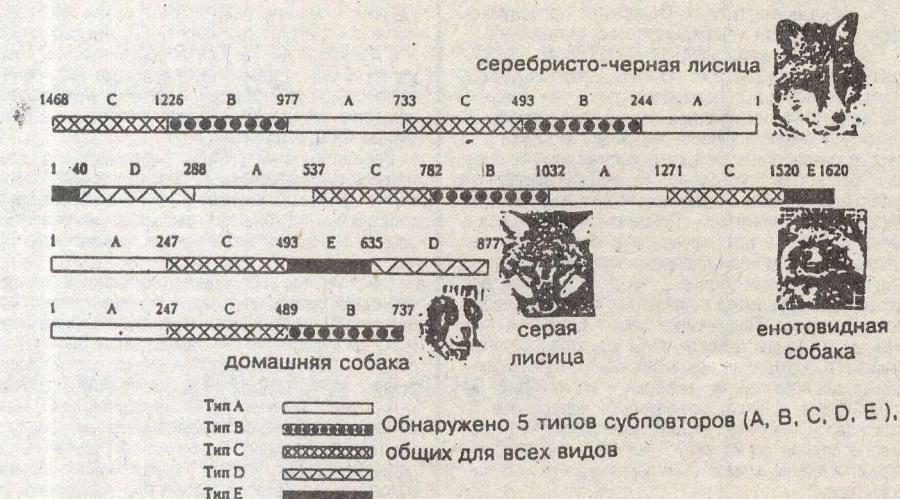 серебристо-черная лисица
1468 C 1226 B 977 A 733 C 493 B 244 A 1
1 40 D 288 A 537 C 782 B 1032 A 1271 C 1520 E 1620
1 A 247 C 493 E 635 D 877
1 A 247 C 489 B 737
домашняя собака
серая
лисица
енотовидная
собака
Тип A
Тип B
Тип C
Тип D
Тип E
Обнаружено 5 типов субповторов (A, B, C, D, E ),
общих для всех видов